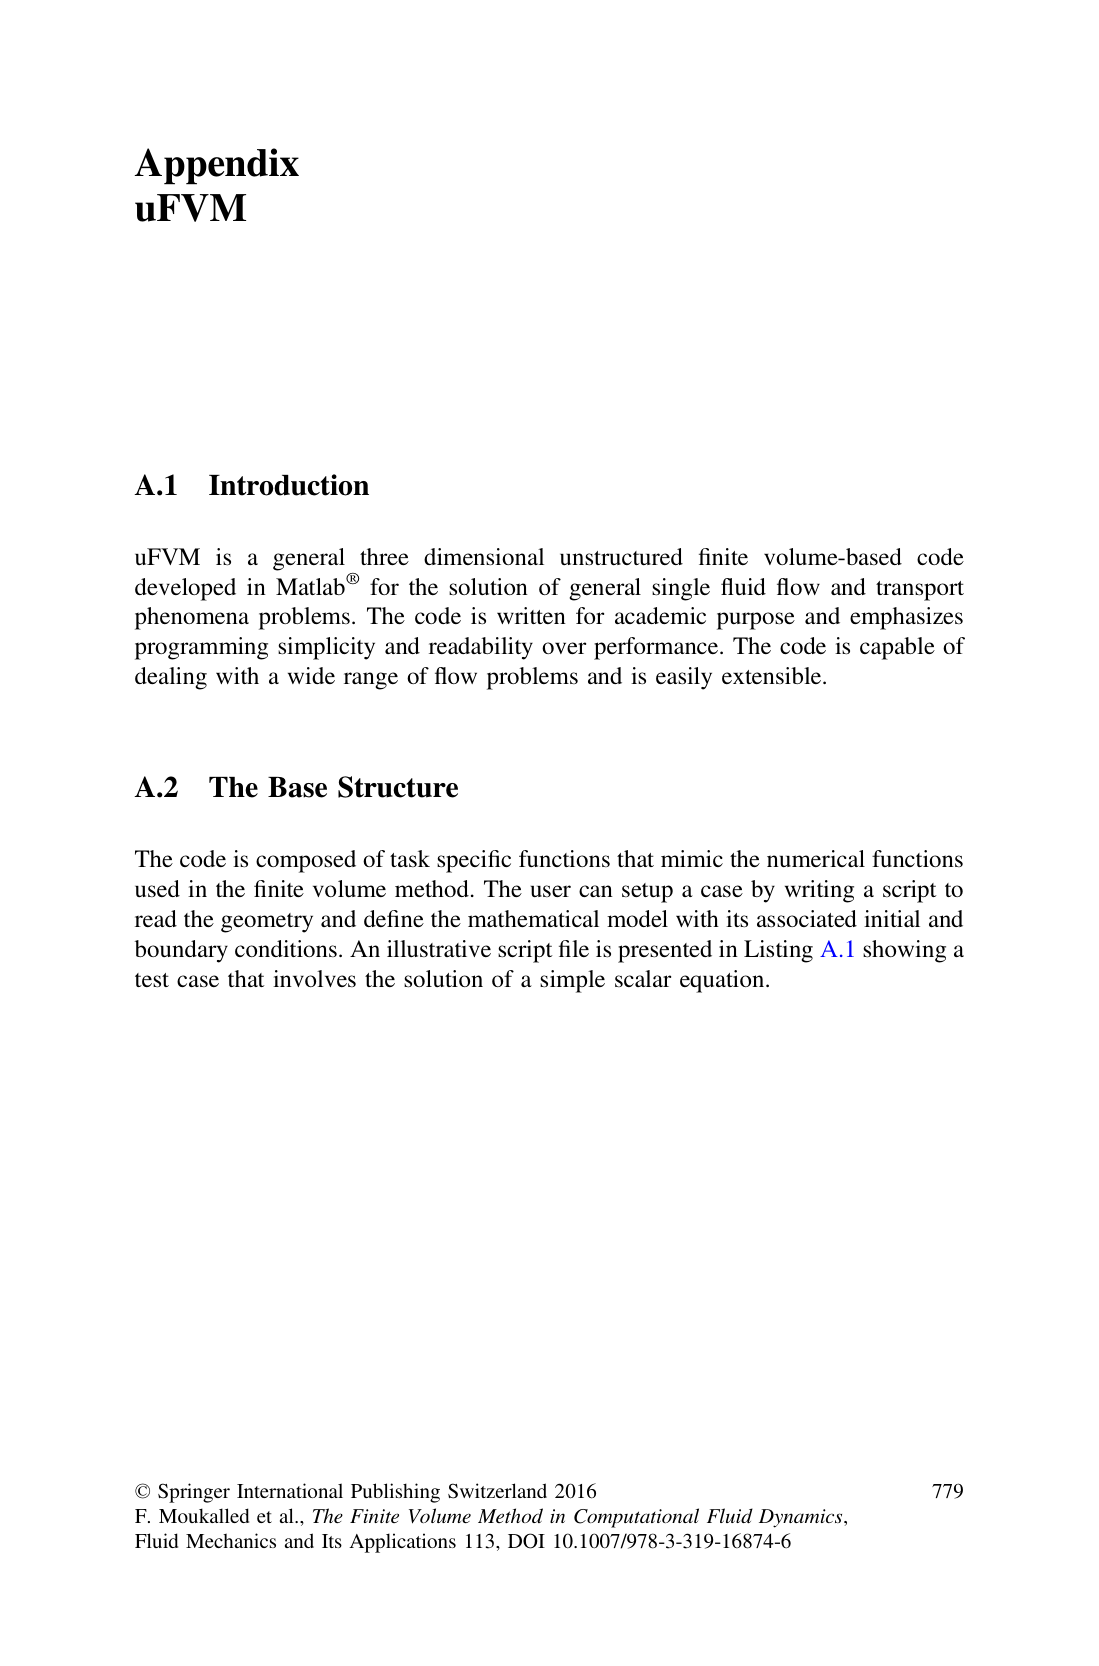 Appendix
uFVM
A.1 Introduction
uFVM is a general three dimensional unstructured finite volume-based code
developed in Matlab® for the solution of general single fluid flow and transport
phenomena problems. The code is written for academic purpose and emphasizes
programming simplicity and readability over performance. The code is capable of
dealing with a wide range of flow problems and is easily extensible.
A.2 The Base Structure
The code is composed of task specific functions that mimic the numerical functions
used in the finite volume method. The user can setup a case by writing a script to
read the geometry and define the mathematical model with its associated initial and
boundary conditions. An illustrative script file is presented in Listing A.1 showing a
test case that involves the solution of a simple scalar equation.
© Springer International Publishing Switzerland 2016 779
F. Moukalled et al., The Finite Volume Method in Computational Fluid Dynamics,
Fluid Mechanics and Its Applications 113, DOI 10.1007/978-3-319-16874-6